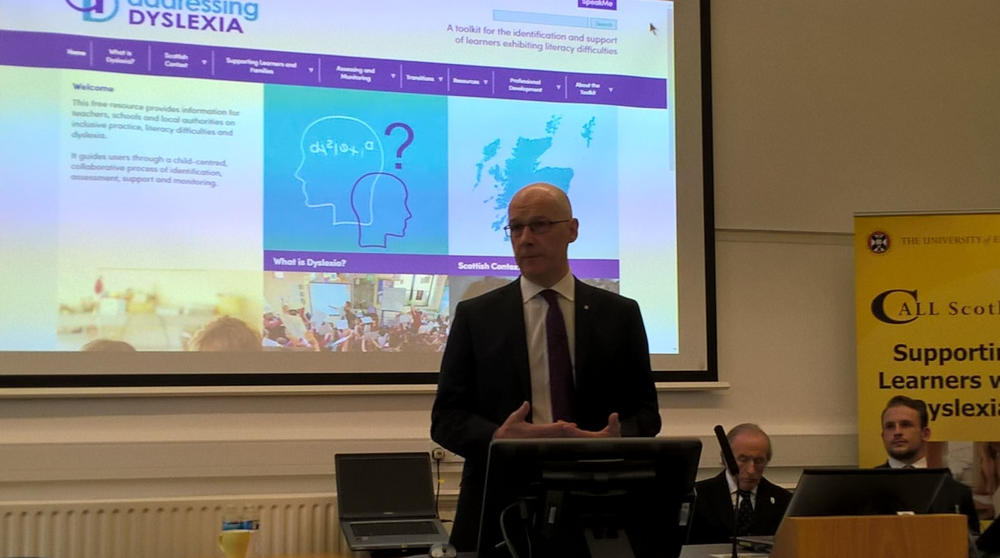 addressing
DYSLEXIA
SpeakMe
Search
A toolkit for the identification and support
of learners exhibiting literacy difficulties
Home
What is
Dyslexia?
Scottish
Context
Supporting Learners and
Families
Assessing and
Monitoring
Transitions
Resources
Professional
Development
About the
Toolkit
Welcome
This free resource provides information for
teachers, schools and local authorities on
inclusive practice, literacy difficulties and
dyslexia.
It guides users through a child-centred,
collaborative process of identification,
assessment, support and monitoring.
?
What is Dyslexia?
Scottish Contex
THE UNIVERSITY of E
CALL Scotl
Supportin
Learners w
yslexia